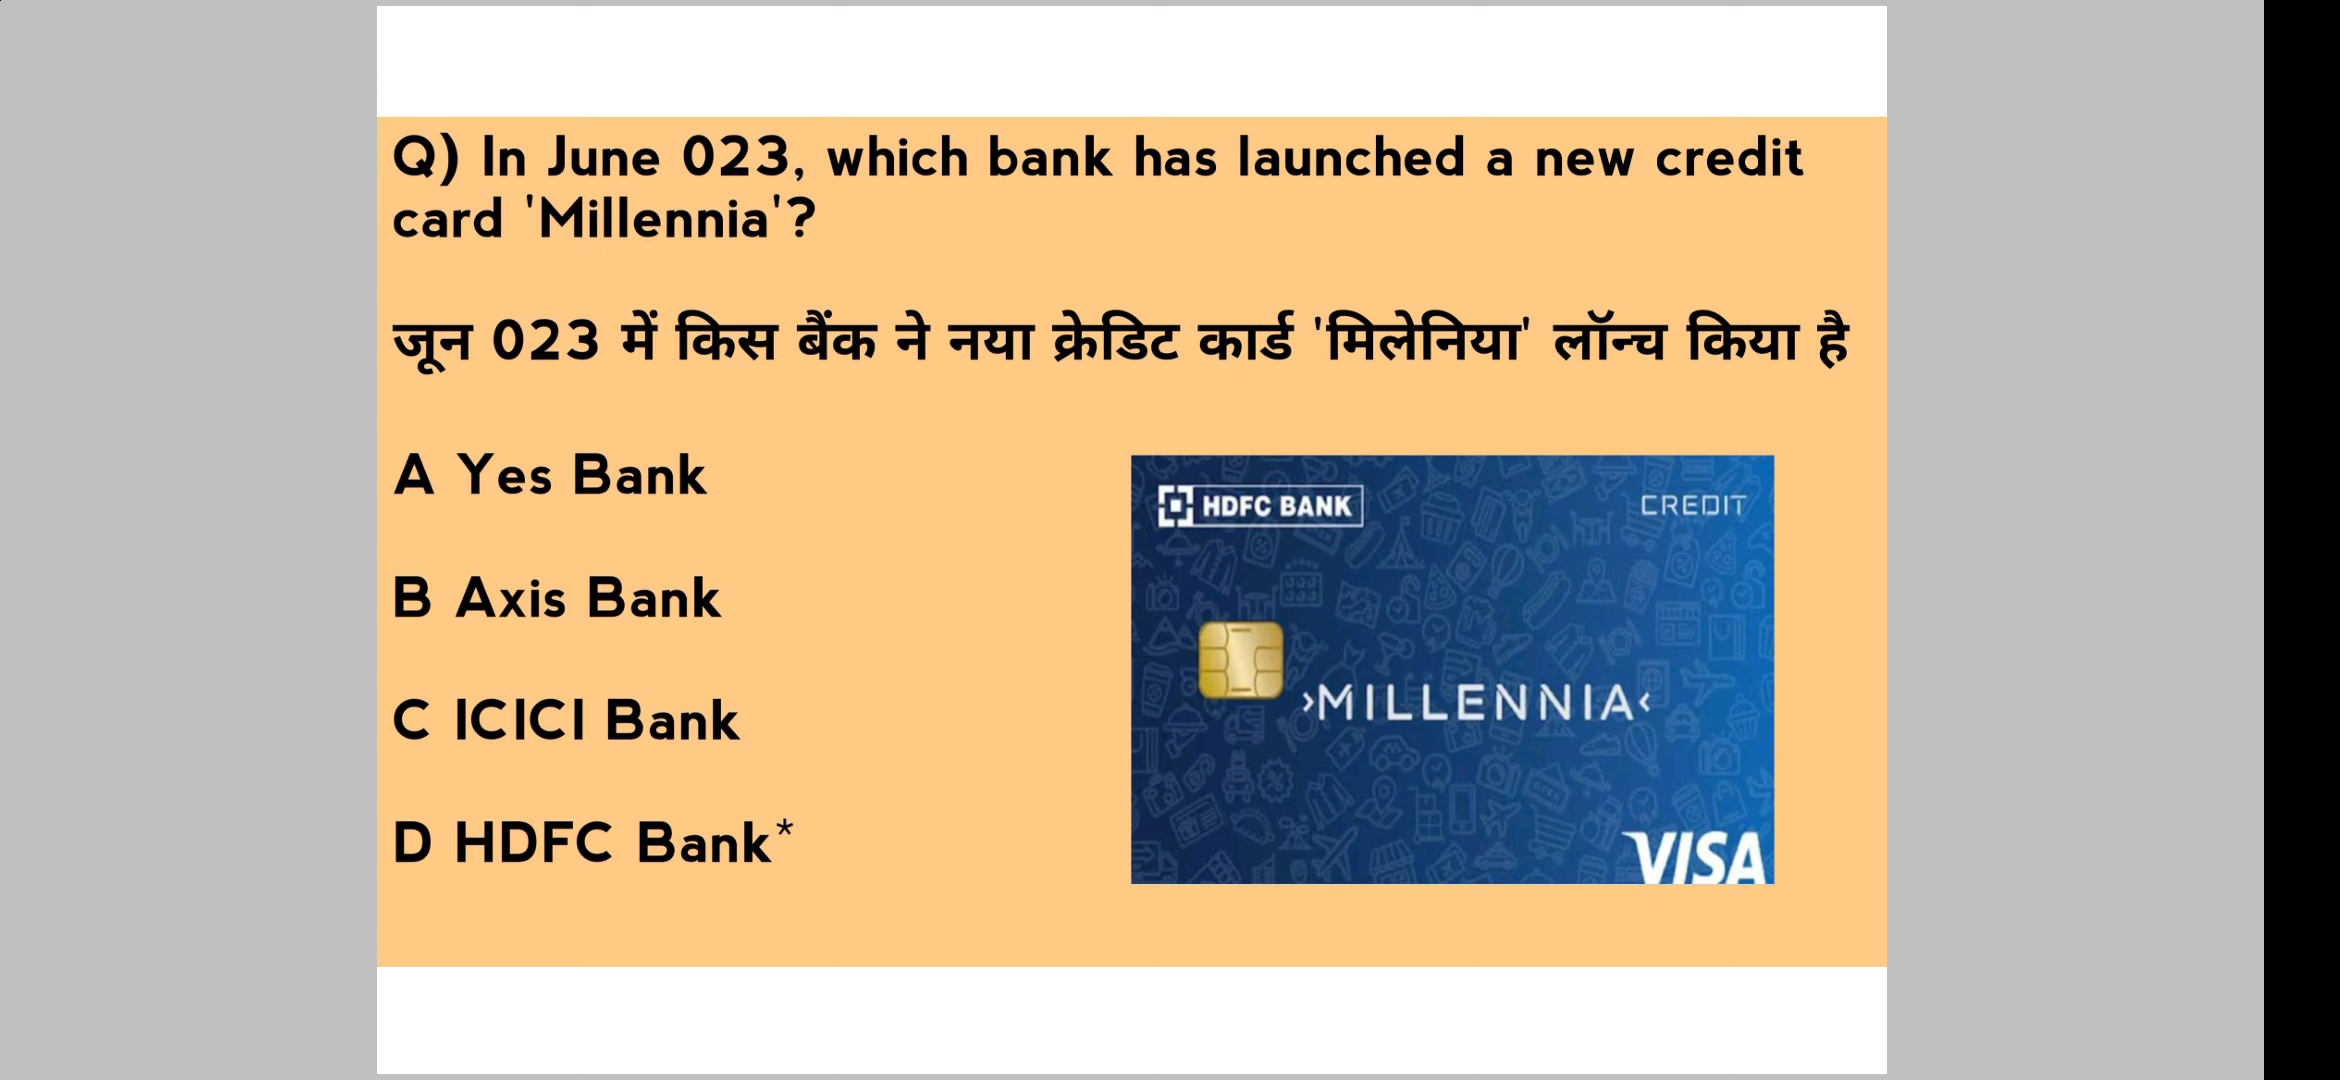 Q) In June 023, which bank has launched a new credit
card 'Millennia'?
जून 023 में किस बैंक ने नया क्रेडिट कार्ड 'मिलेनिया' लॉन्च किया है
A Yes Bank
B Axis Bank
C ICICI Bank
D HDFC Bank*
HDFC BANK
CREDIT
›MILLENNIA‹
VISA